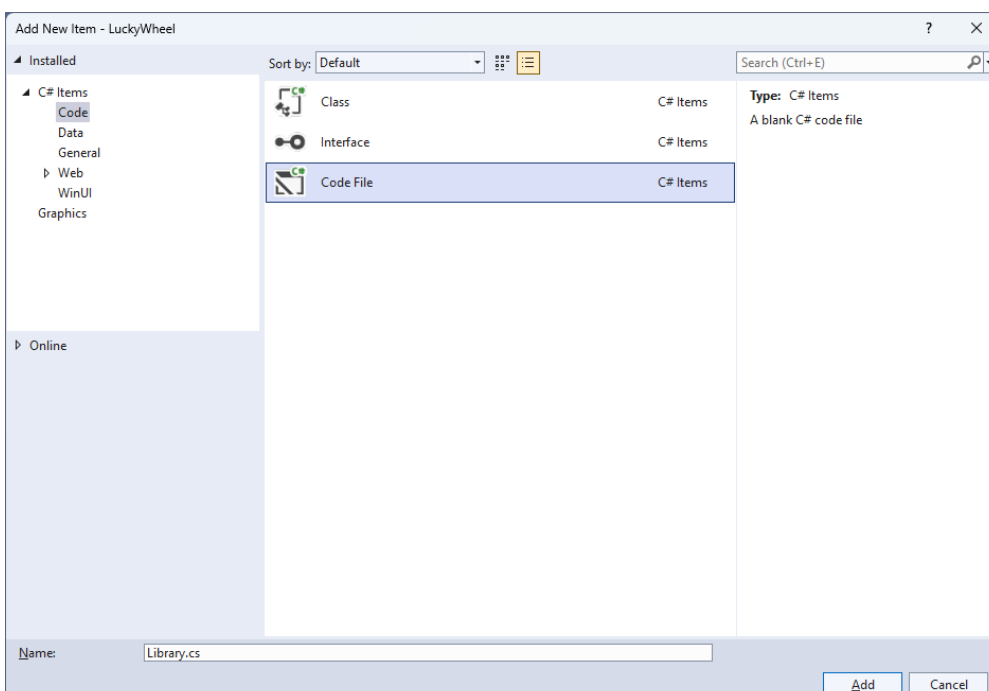 Add New Item - LuckyWheel
?
Installed
Sort by: Default
Search (Ctrl+E)
C# Items
Code
Data
General
Web
WinUI
Graphics
Online
Class C# Items
Interface C# Items
Code File C# Items
Type: C# Items
A blank C# code file
Name: Library.cs
Add Cancel